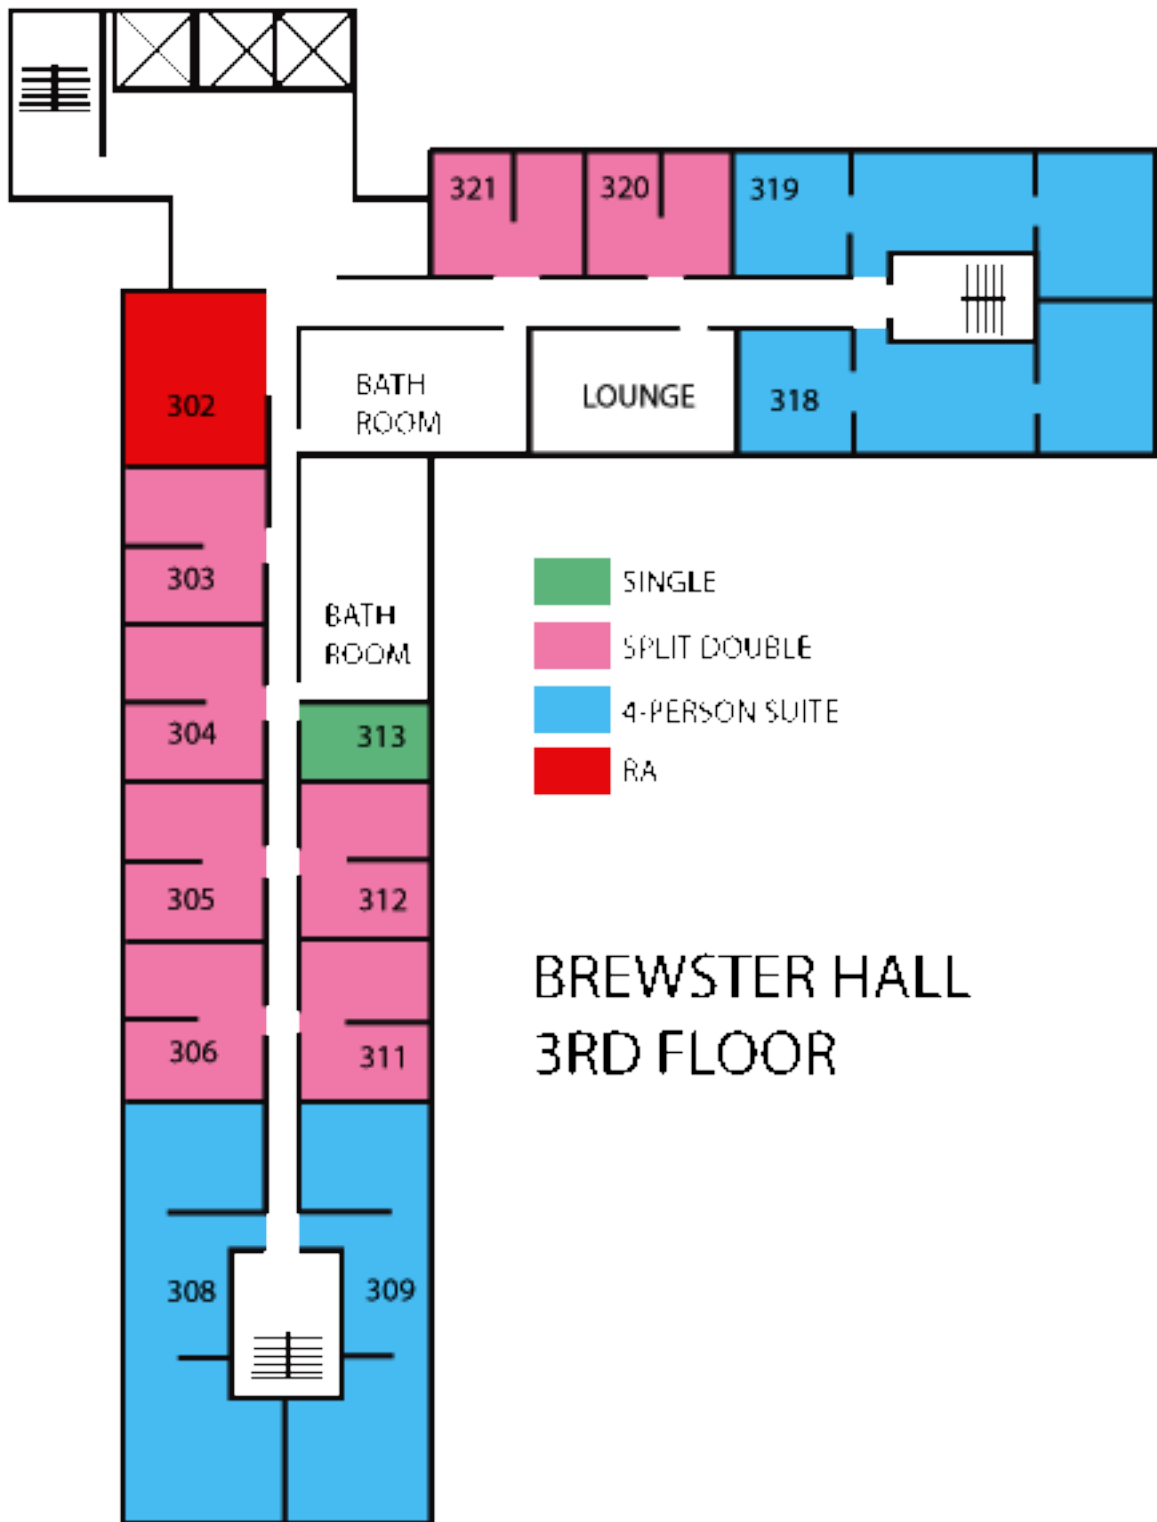 321
320
319
302
BATH
ROOM
LOUNGE
318
303
BATH
ROOM
304
313
305
312
306
311
308
309
SINGLE
SPLIT DOUBLE
4-PERSON SUITE
RA
BREWSTER HALL
3RD FLOOR